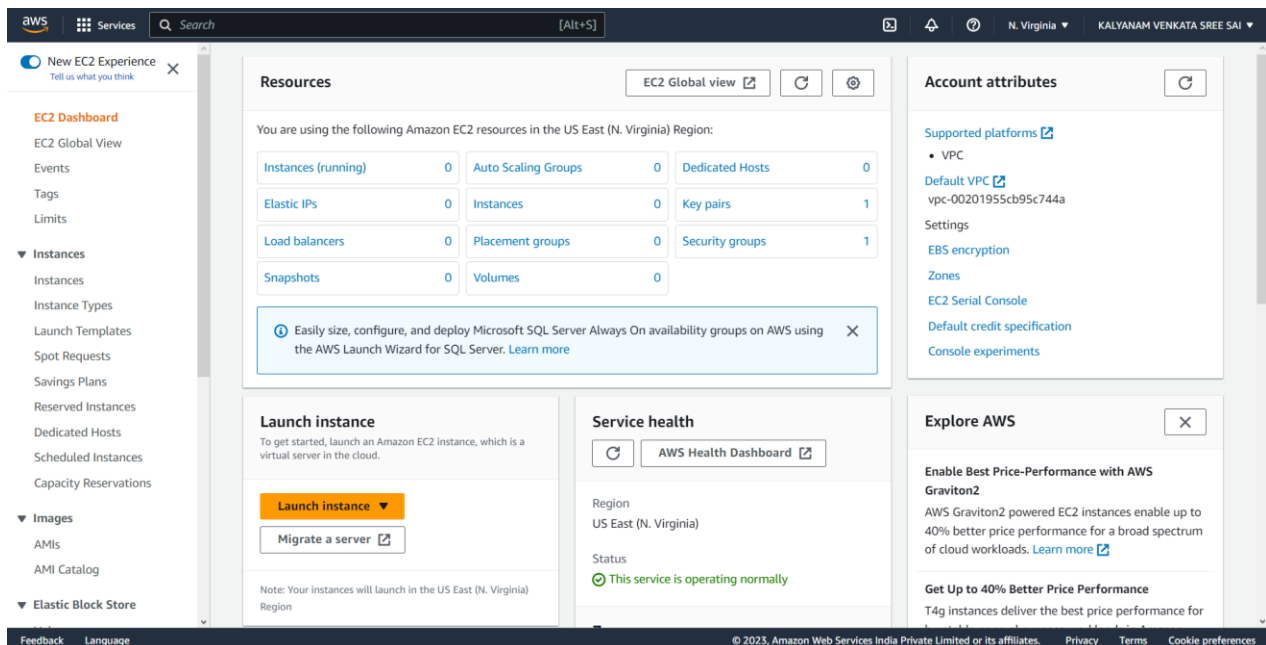 aws
Services
Search
[Alt+S]
N. Virginia
KALYANAM VENKATA SREE SAI
New EC2 Experience
Tell us what you think
EC2 Dashboard
EC2 Global View
Events
Tags
Limits
Instances
Instances
Instance Types
Launch Templates
Spot Requests
Savings Plans
Reserved Instances
Dedicated Hosts
Scheduled Instances
Capacity Reservations
Images
AMIs
AMI Catalog
Elastic Block Store
Resources
EC2 Global view
You are using the following Amazon EC2 resources in the US East (N. Virginia) Region:
Instances (running) 0
Auto Scaling Groups 0
Dedicated Hosts 0
Elastic IPs 0
Instances 0
Key pairs 1
Load balancers 0
Placement groups 0
Security groups 1
Snapshots 0
Volumes 0
Easily size, configure, and deploy Microsoft SQL Server Always On availability groups on AWS using
the AWS Launch Wizard for SQL Server. Learn more
Launch instance
To get started, launch an Amazon EC2 instance, which is a
virtual server in the cloud.
Launch instance
Migrate a server
Note: Your instances will launch in the US East (N. Virginia)
Region
Service health
AWS Health Dashboard
Region
US East (N. Virginia)
Status
This service is operating normally
Account attributes
Supported platforms
• VPC
Default VPC
vpc-00201955cb95c744a
Settings
EBS encryption
Zones
EC2 Serial Console
Default credit specification
Console experiments
Explore AWS
Enable Best Price-Performance with AWS
Graviton2
AWS Graviton2 powered EC2 instances enable up to
40% better price performance for a broad spectrum
of cloud workloads. Learn more
Get Up to 40% Better Price Performance
T4g instances deliver the best price performance for
Feedback
Language
© 2023, Amazon Web Services India Private Limited or its affiliates.
Privacy
Terms
Cookie preferences